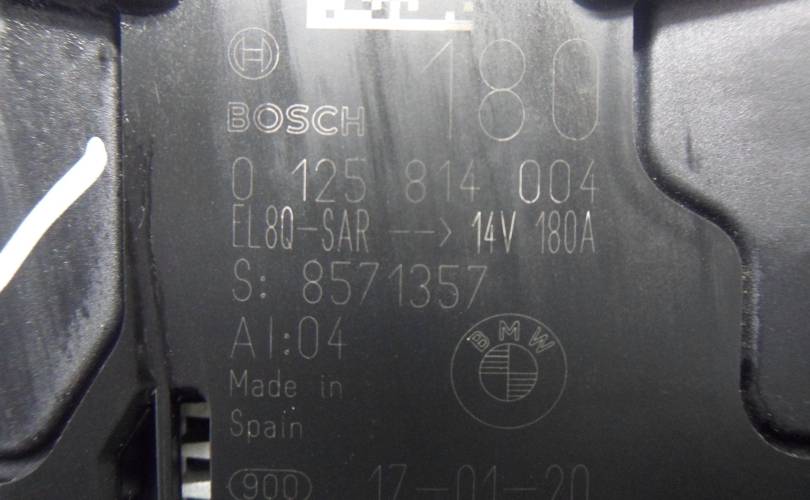 180
BOSCH
0 125 814 004
EL8Q-SAR --> 14V 180A
S: 8571357
AI:04
BMW
Made in
Spain
900 17-01-20